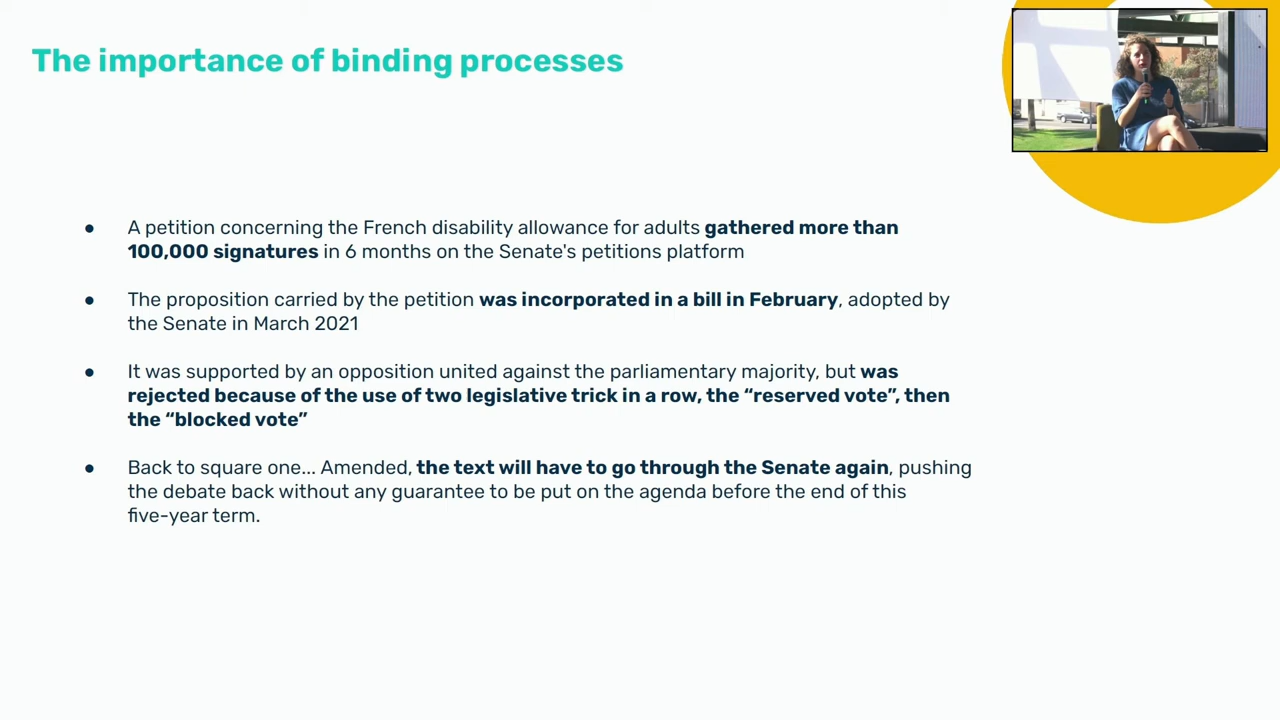 The importance of binding processes
● A petition concerning the French disability allowance for adults gathered more than
100,000 signatures in 6 months on the Senate's petitions platform
● The proposition carried by the petition was incorporated in a bill in February, adopted by
the Senate in March 2021
● It was supported by an opposition united against the parliamentary majority, but was
rejected because of the use of two legislative trick in a row, the “reserved vote”, then
the “blocked vote”
● Back to square one... Amended, the text will have to go through the Senate again, pushing
the debate back without any guarantee to be put on the agenda before the end of this
five-year term.